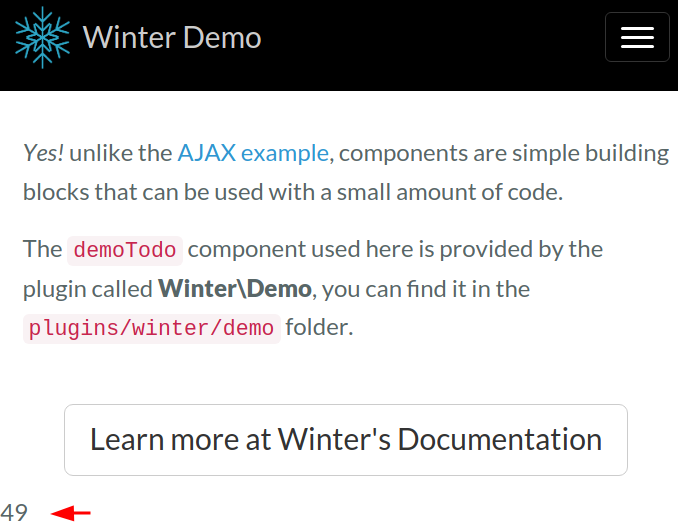 Winter Demo
Yes! unlike the AJAX example, components are simple building
blocks that can be used with a small amount of code.
The demoTodo component used here is provided by the
plugin called Winter\Demo, you can find it in the
plugins/winter/demo folder.
Learn more at Winter's Documentation
49